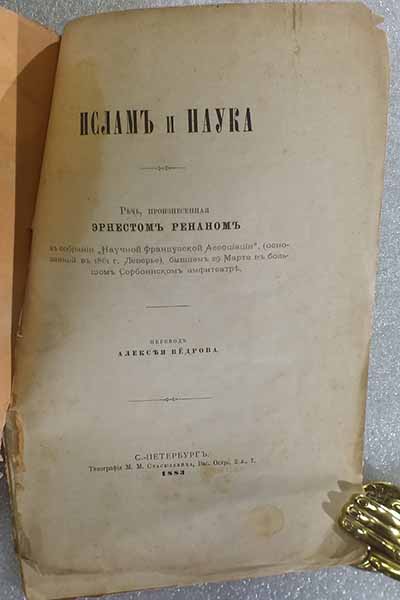 ИСЛАМЪ И НАУКА
Рѣчь, произнесенная
ЭРНЕСТОМЪ РЕНАНОМЪ
въ собраніи „Научной Французской Ассоціаціи", (осно-
ванной въ 1864 г. Леверье), бывшемъ 29 Марта въ боль-
шомъ Сорбоннскомъ амфитеатрѣ.
ПЕРЕВОДЪ
АЛЕКСѢЯ ВЕДРОВА.
С.-ПЕТЕРБУРГЪ.
Типографія М. М. Стасюлевича, Вас. Остр., 2 л., 7.
1883